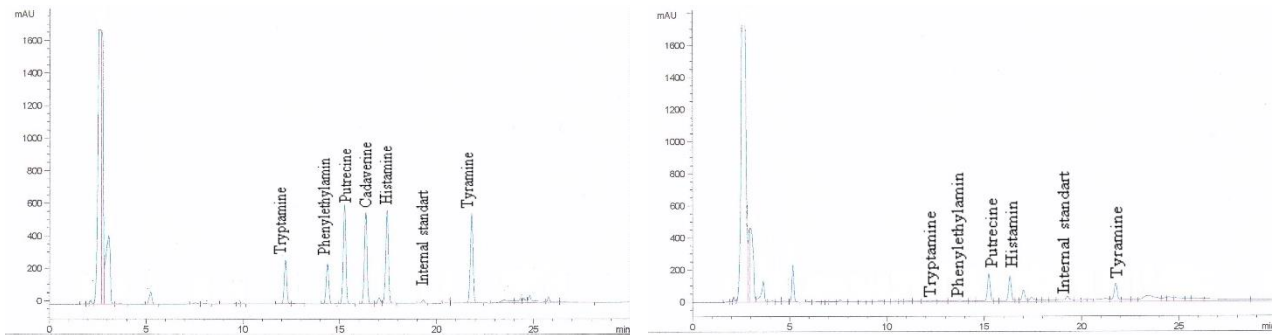 mAU
1600
1400
1200
1000
800
600
400
200
0
Tryptamine
Phenylethylamin
Putrecine
Cadaverine
Histamine
Internal standart
Tyramine
0
5
10
15
20
25
min
mAU
1600
1400
1200
1000
800
600
400
200
0
Tryptamine
Phenylethylamin
Putrecine
Histamin
Internal standart
Tyramine
0
5
10
15
20
25
min